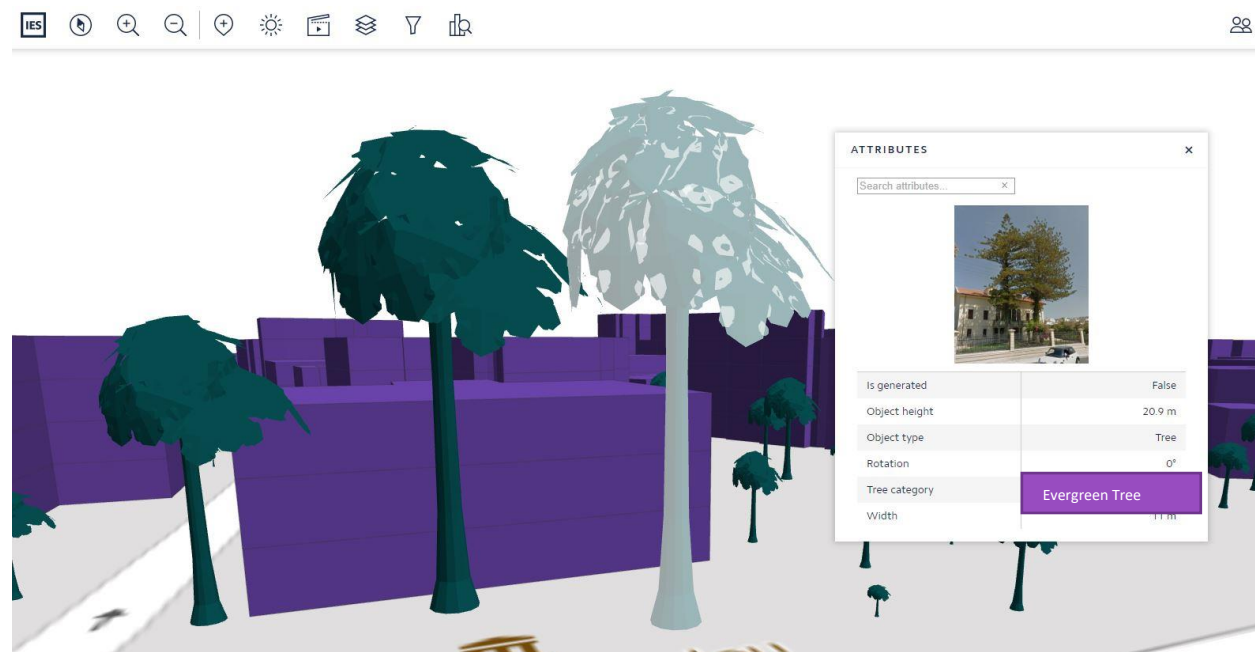 IES
ATTRIBUTES ×
Search attributes... ×
Is generated False
Object height 20.9 m
Object type Tree
Rotation 0°
Tree category Evergreen Tree
Width 11 m